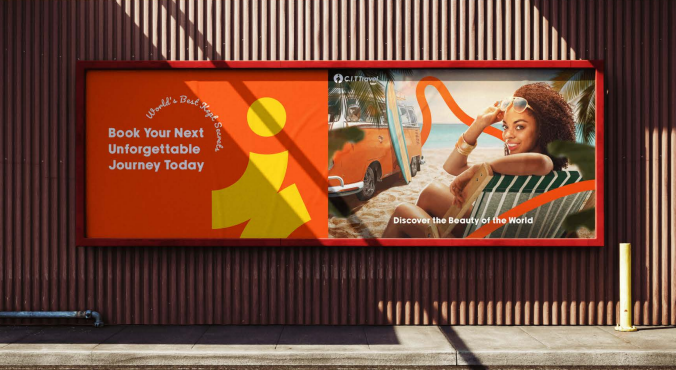 World's Best Kept Secrets
Book Your Next
Unforgettable
Journey Today
C.I.T Travel
Discover the Beauty of the World